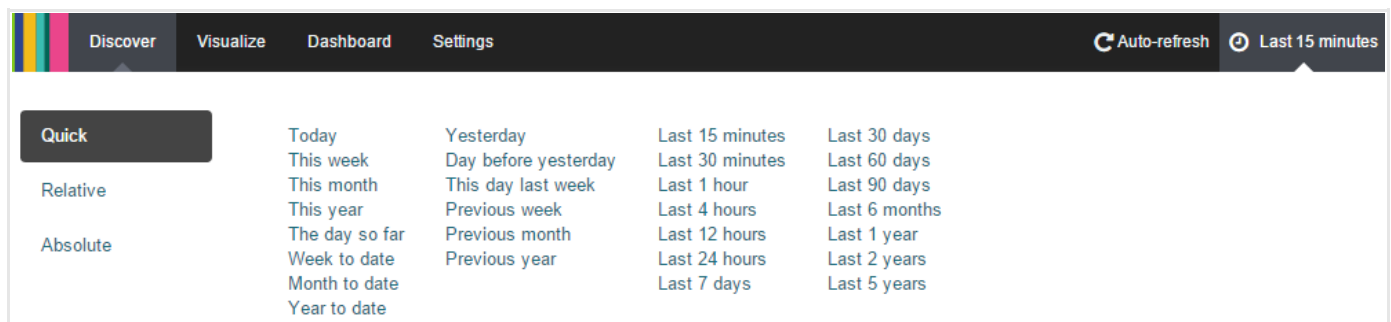 Discover Visualize Dashboard Settings Auto-refresh Last 15 minutes
Quick
Relative
Absolute
Today
This week
This month
This year
The day so far
Week to date
Month to date
Year to date
Yesterday
Day before yesterday
This day last week
Previous week
Previous month
Previous year
Last 15 minutes
Last 30 minutes
Last 1 hour
Last 4 hours
Last 12 hours
Last 24 hours
Last 7 days
Last 30 days
Last 60 days
Last 90 days
Last 6 months
Last 1 year
Last 2 years
Last 5 years